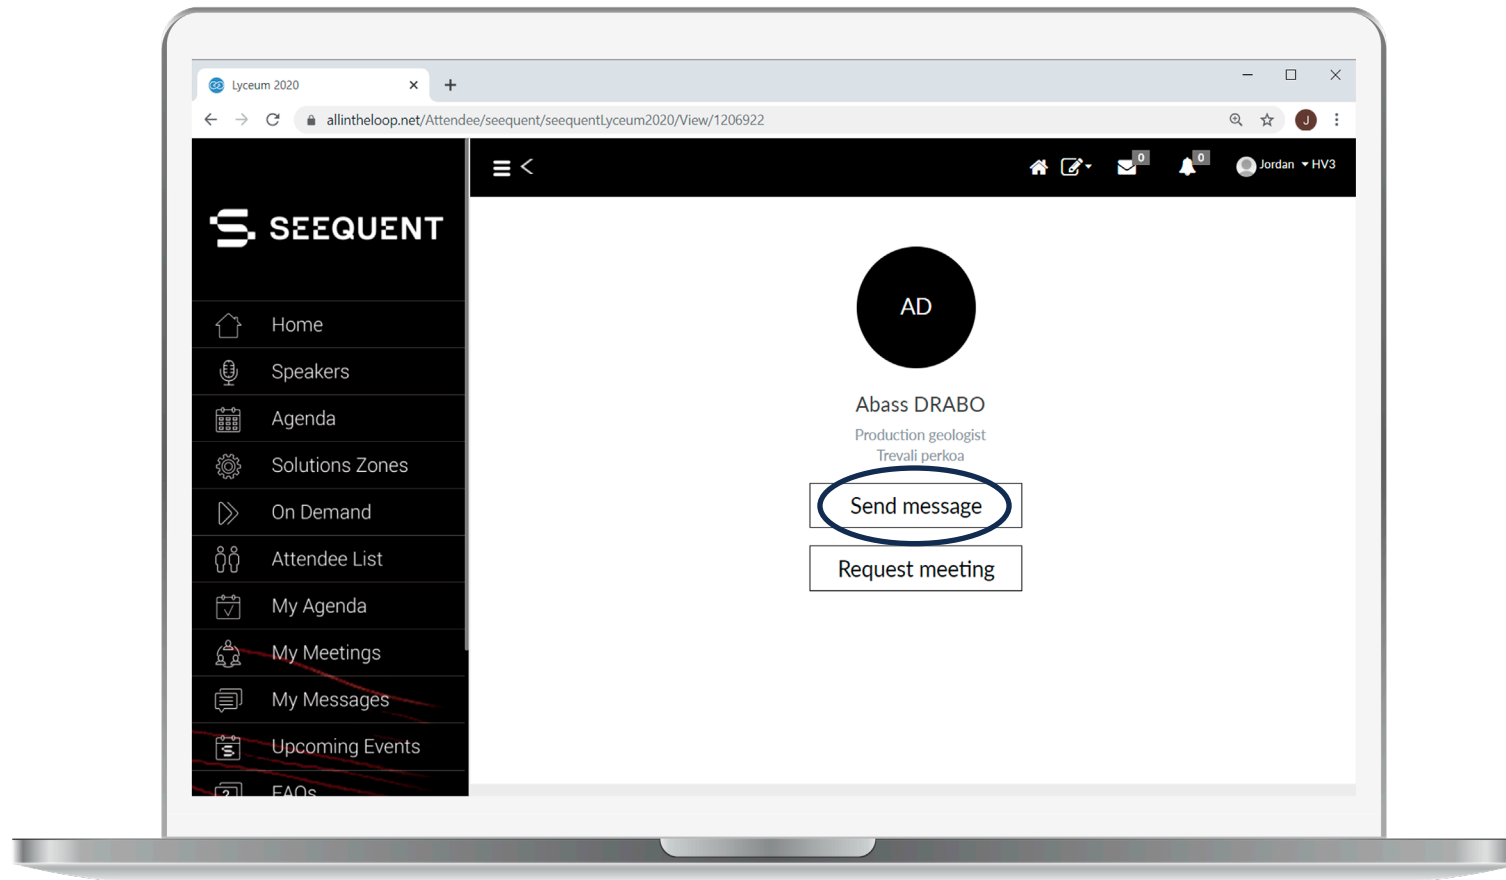 Lyceum 2020
allintheloop.net/Attendee/seequent/seequentLyceum2020/View/1206922
J
0
0
Jordan
HV3
SEEQUENT
Home
Speakers
Agenda
Solutions Zones
On Demand
Attendee List
My Agenda
My Meetings
My Messages
Upcoming Events
FAQs
AD
Abass DRABO
Production geologist
Trevali perkoa
Send message
Request meeting